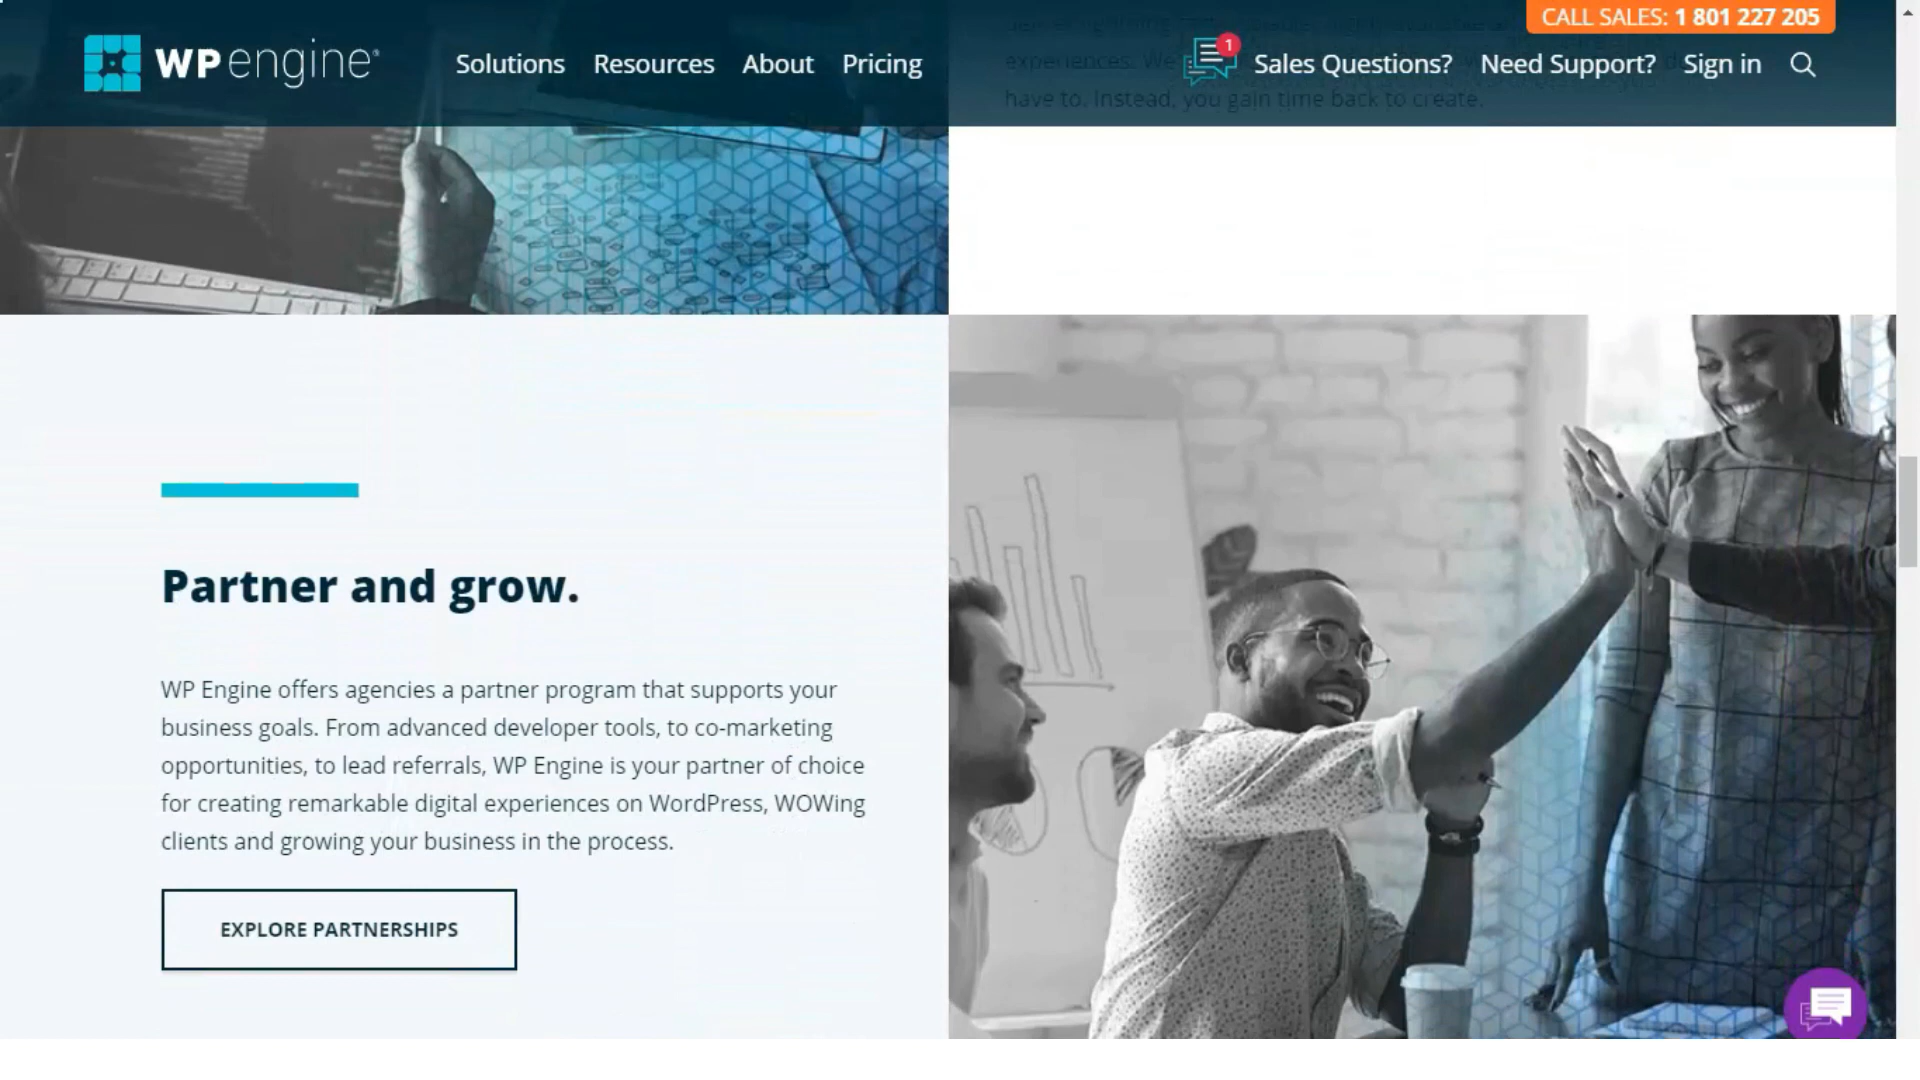 CALL SALES: 1 801 227 205
WP engine®
Solutions
Resources
About
Pricing
1
Sales Questions?
Need Support?
Sign in
experiences. We
have to. Instead, you gain time back to create.
Partner and grow.
WP Engine offers agencies a partner program that supports your
business goals. From advanced developer tools, to co-marketing
opportunities, to lead referrals, WP Engine is your partner of choice
for creating remarkable digital experiences on WordPress, WOWing
clients and growing your business in the process.
EXPLORE PARTNERSHIPS